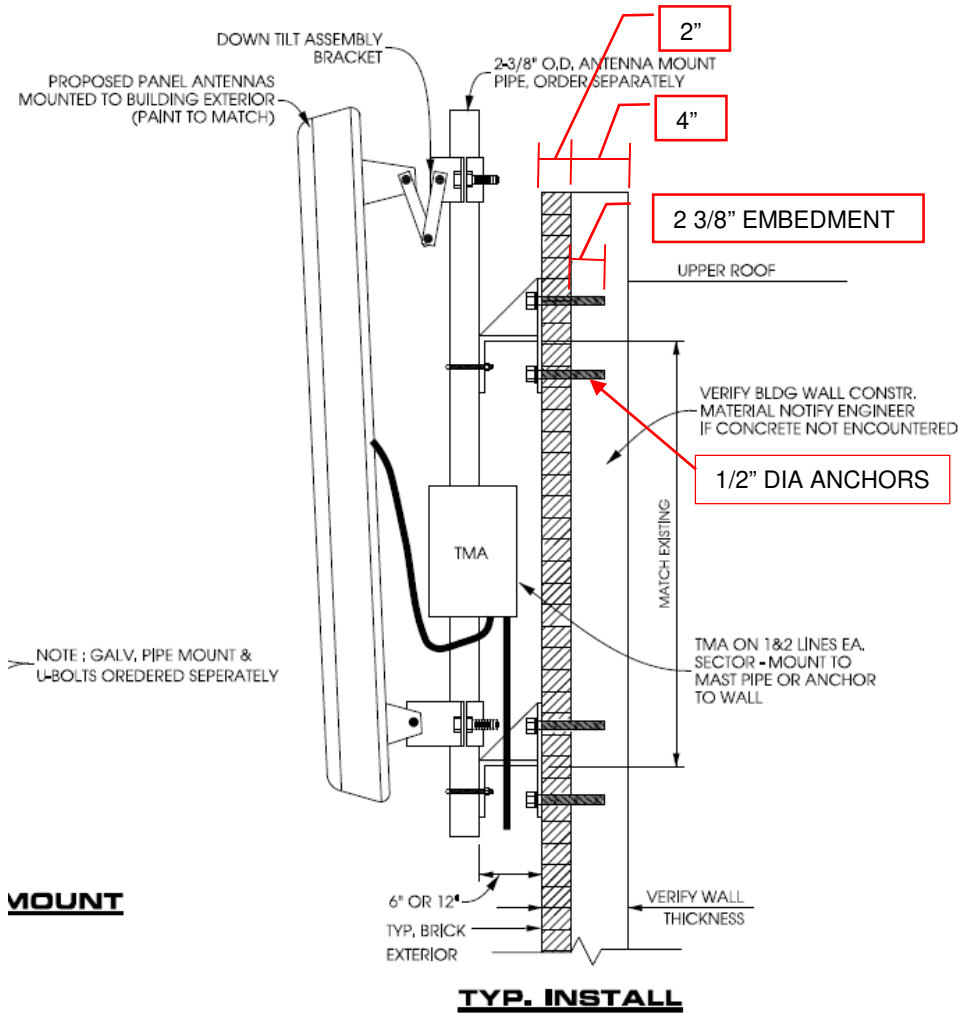 2”
DOWN TILT ASSEMBLY
BRACKET
2-3/8" O.D. ANTENNA MOUNT
PIPE, ORDER SEPARATELY
PROPOSED PANEL ANTENNAS
MOUNTED TO BUILDING EXTERIOR
(PAINT TO MATCH)
4”
2 3/8” EMBEDMENT
UPPER ROOF
VERIFY BLDG WALL CONSTR.
MATERIAL NOTIFY ENGINEER
IF CONCRETE NOT ENCOUNTERED
1/2” DIA ANCHORS
MATCH EXISTING
TMA
TMA ON 1&2 LINES EA.
SECTOR - MOUNT TO
MAST PIPE OR ANCHOR
TO WALL
NOTE ; GALV. PIPE MOUNT &
U-BOLTS OREDERED SEPERATELY
6" OR 12"
MOUNT
VERIFY WALL
THICKNESS
TYP. BRICK
EXTERIOR
TYP. INSTALL